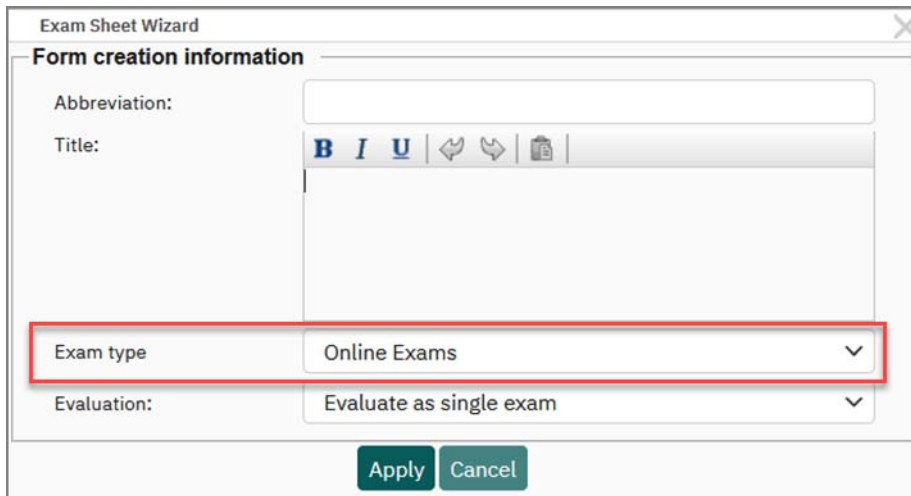 Exam Sheet Wizard
Form creation information
Abbreviation:
Title:
B I U
Exam type
Online Exams
Evaluation:
Evaluate as single exam
Apply Cancel